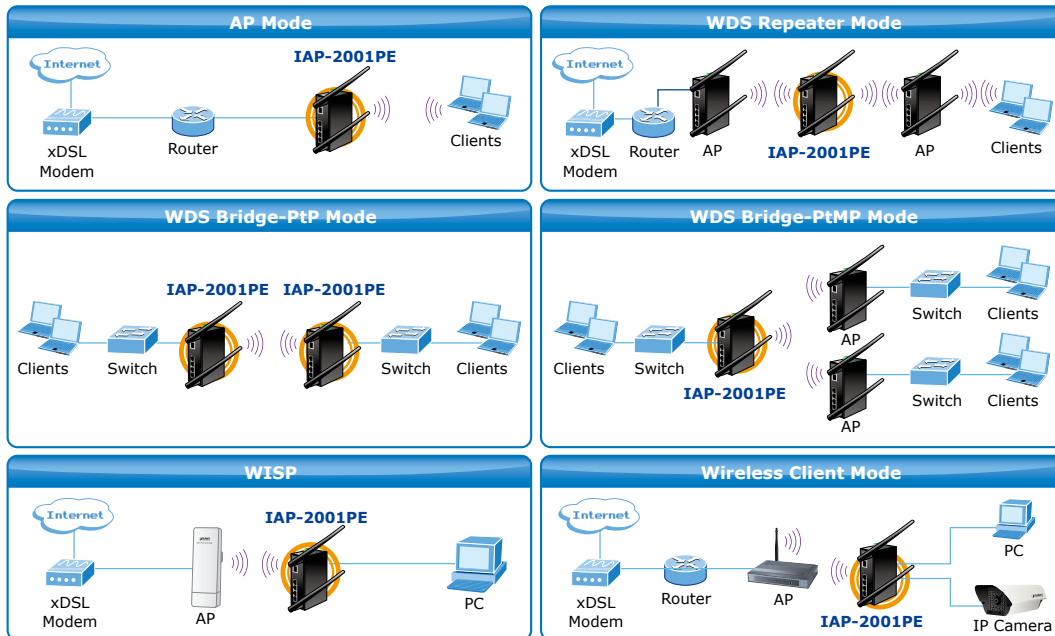 AP Mode
Internet
IAP-2001PE
xDSL
Modem
Router
Clients
WDS Repeater Mode
Internet
xDSL
Modem
Router
AP
IAP-2001PE
AP
Clients
WDS Bridge-PtP Mode
IAP-2001PE
IAP-2001PE
Clients
Switch
Switch
Clients
WDS Bridge-PtMP Mode
Clients
Switch
IAP-2001PE
AP
Switch
Clients
AP
Switch
Clients
WISP
Internet
IAP-2001PE
xDSL
Modem
AP
PC
Wireless Client Mode
Internet
xDSL
Modem
Router
AP
IAP-2001PE
PC
IP Camera